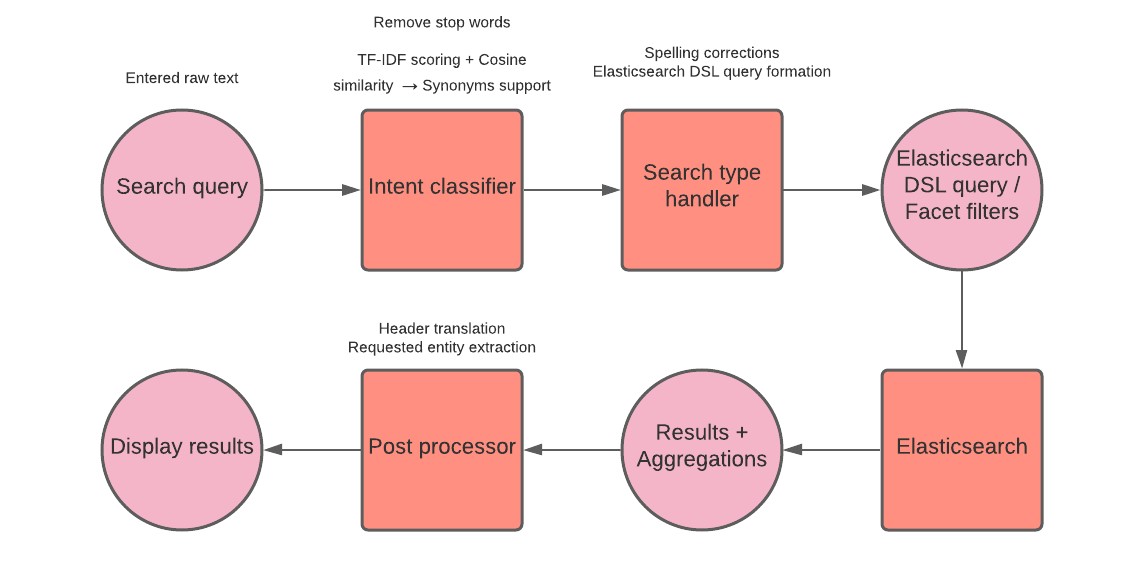 Remove stop words
TF-IDF scoring + Cosine
similarity → Synonyms support
Spelling corrections
Elasticsearch DSL query formation
Entered raw text
Search query
Intent classifier
Search type
handler
Elasticsearch
DSL query /
Facet filters
Header translation
Requested entity extraction
Display results
Post processor
Results +
Aggregations
Elasticsearch